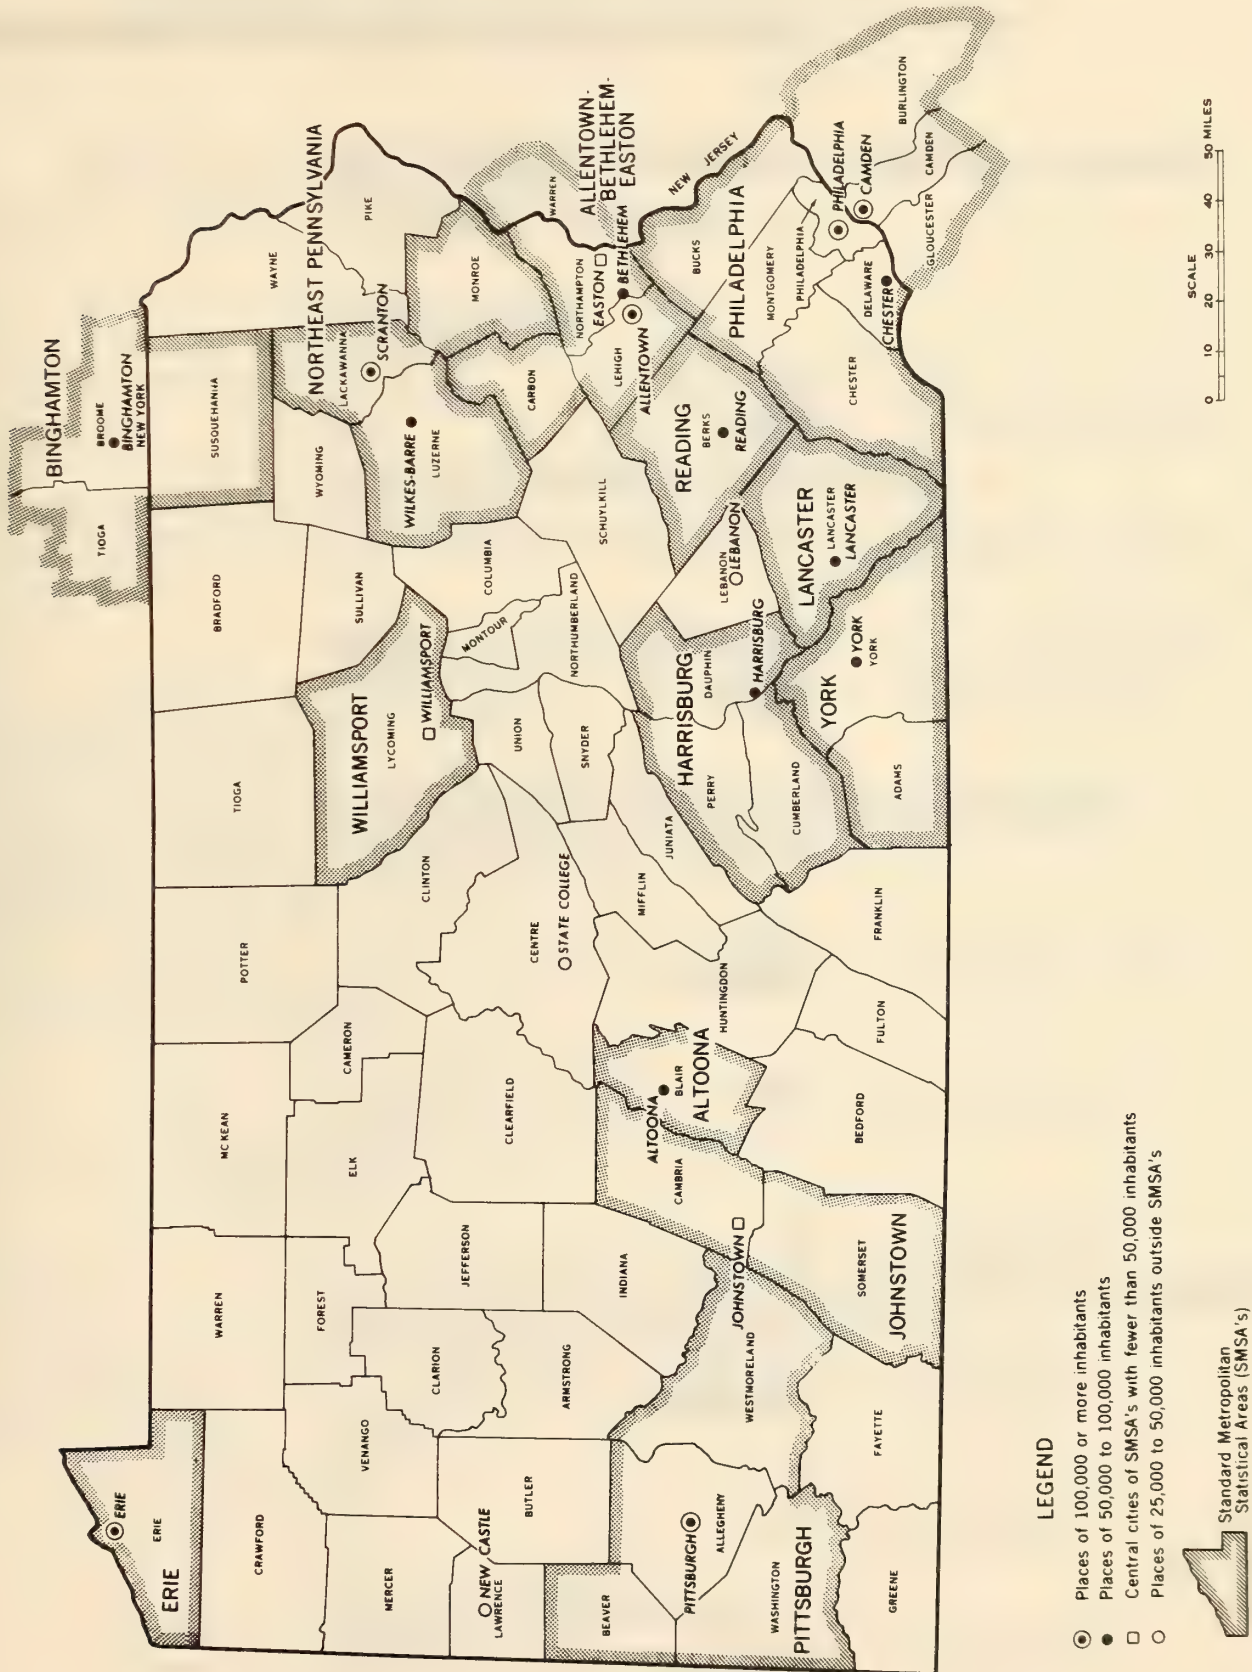 BINGHAMTON
TIOGA
BROOME
BINGHAMTON
NEW YORK
ERIE
ERIE
ERIE
WARREN
MC KEAN
POTTER
TIOGA
BRADFORD
SUSQUEHANNA
WAYNE
NORTHEAST PENNSYLVANIA
PIKE
CRAWFORD
FOREST
ELK
CAMERON
WILLIAMSPORT
LYCOMING
WILLIAMSPORT
SULLIVAN
WYOMING
LACKAWANNA
SCRANTON
MERCER
VENANGO
CLARION
JEFFERSON
CLEARFIELD
CLINTON
CENTRE
STATE COLLEGE
UNION
MONTOUR
COLUMBIA
WILKES-BARRE
LUZERNE
MONROE
CARBON
WARREN
NEW CASTLE
LAWRENCE
BUTLER
ARMSTRONG
INDIANA
SNYDER
NORTHUMBERLAND
SCHUYLKILL
NORTHAMPTON
EASTON
BETHLEHEM
ALLENTOWN-
BETHLEHEM-
EASTON
LEHIGH
ALLENTOWN
BEAVER
PITTSBURGH
ALLEGHENY
WASHINGTON
PITTSBURGH
WESTMORELAND
JOHNSTOWN
CAMBRIA
ALTOONA
BLAIR
ALTOONA
HUNTINGDON
MIFFLIN
JUNIATA
HARRISBURG
PERRY
DAUPHIN
HARRISBURG
CUMBERLAND
LEBANON
LEBANON
READING
BERKS
READING
BUCKS
NEW JERSEY
PHILADELPHIA
MONTGOMERY
PHILADELPHIA
PHILADELPHIA
CAMDEN
DELAWARE
CHESTER
CHESTER
BURLINGTON
CAMDEN
GLOUCESTER
GREENE
FAYETTE
SOMERSET
JOHNSTOWN
BEDFORD
FULTON
FRANKLIN
ADAMS
YORK
YORK
YORK
LANCASTER
LANCASTER
LANCASTER
LEGEND
Places of 100,000 or more inhabitants
Places of 50,000 to 100,000 inhabitants
Central cities of SMSA's with fewer than 50,000 inhabitants
Places of 25,000 to 50,000 inhabitants outside SMSA's
Standard Metropolitan
Statistical Areas (SMSA's)
SCALE
0 10 20 30 40 50 MILES